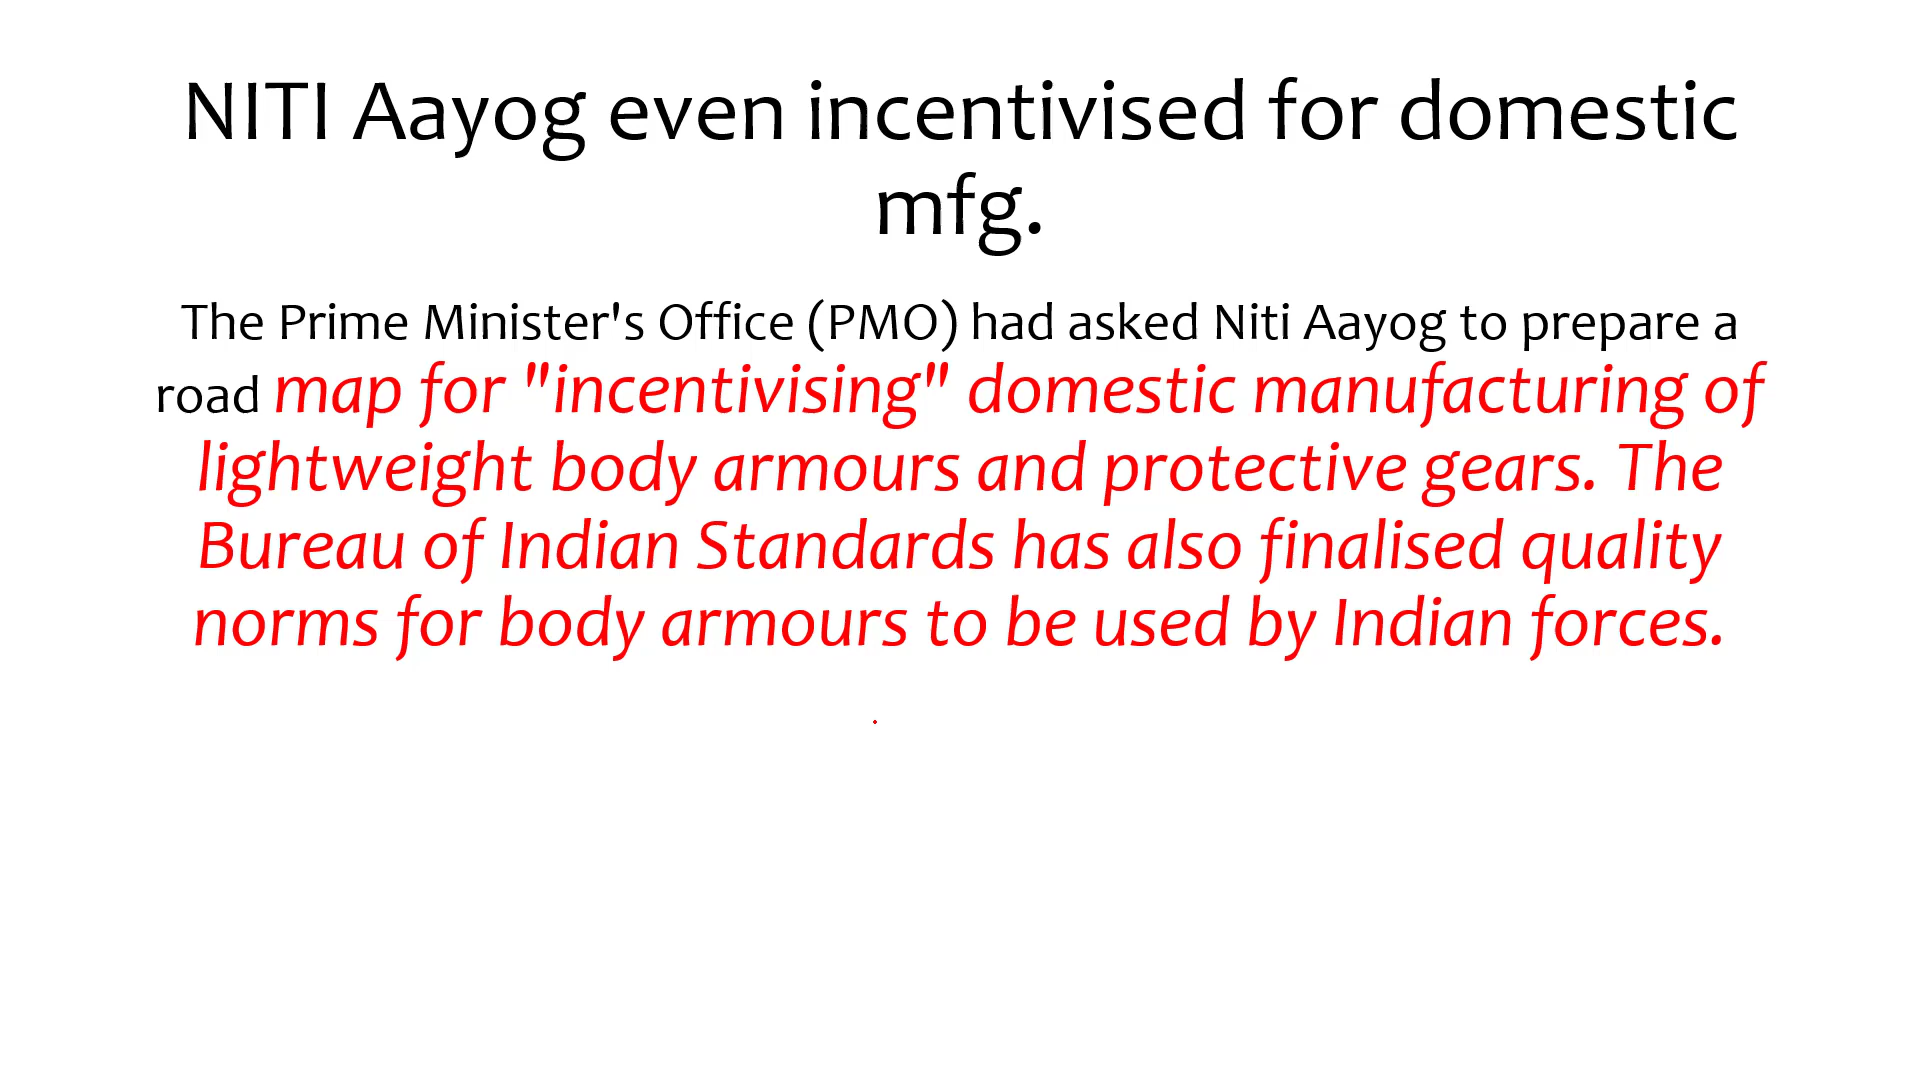 NITI Aayog even incentivised for domestic
mfg.
The Prime Minister's Office (PMO) had asked Niti Aayog to prepare a
road map for "incentivising" domestic manufacturing of
lightweight body armours and protective gears. The
Bureau of Indian Standards has also finalised quality
norms for body armours to be used by Indian forces.